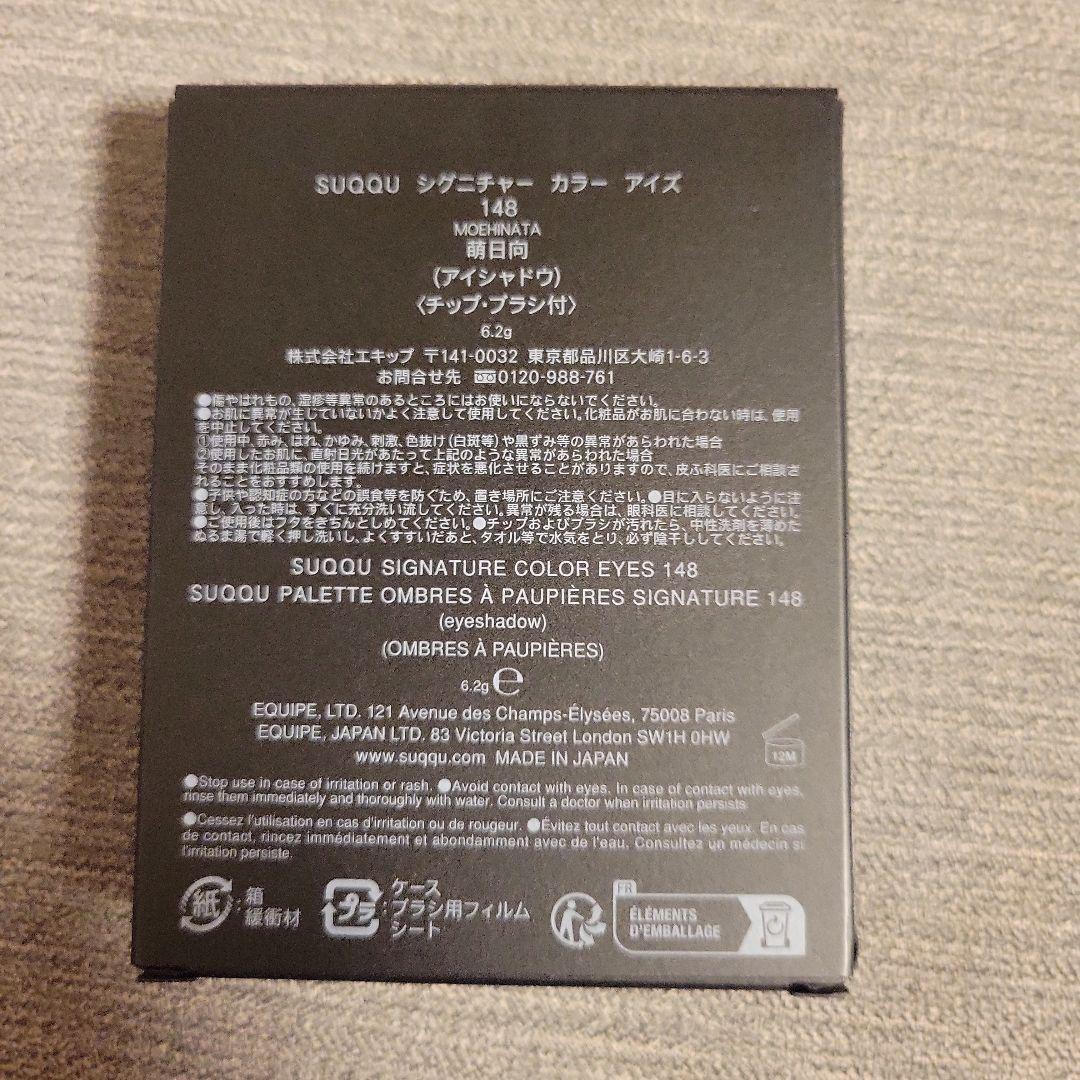 SUQQU シグニチャー カラー アイズ
148
MOEHINATA
萌日向
(アイシャドウ)
〈チップ・ブラシ付〉
6.2g
株式会社エキップ 〒141-0032 東京都品川区大崎1-6-3
お問合せ先 0120-988-761
●傷やはれもの、湿疹等異常のあるところにはお使いにならないでください。
●お肌に異常が生じていないかよく注意して使用してください。化粧品がお肌に合わない時は、使用
を中止してください。
①使用中、赤み、はれ、かゆみ、刺激、色抜け(白斑等)や黒ずみ等の異常があらわれた場合
②使用したお肌に、直射日光があたって上記のような異常があらわれた場合
そのまま化粧品類の使用を続けますと、症状を悪化させることがありますので、皮ふ科医にご相談さ
れることをおすすめします。
●子供や認知症の方などの誤食等を防ぐため、置き場所にご注意ください。●目に入らないように注
意し、入った時は、すぐに充分洗い流してください。異常が残る場合は、眼科医に相談してください。
●ご使用後はフタをきちんとしめてください。●チップおよびブラシが汚れたら、中性洗剤を薄めた
ぬるま湯で軽く押し洗いし、よくすすいだあと、タオル等で水気をとり、必ず陰干ししてください。
SUQQU SIGNATURE COLOR EYES 148
SUQQU PALETTE OMBRES À PAUPIÈRES SIGNATURE 148
(eyeshadow)
(OMBRES À PAUPIÈRES)
6.2g ℮
EQUIPE, LTD. 121 Avenue des Champs-Élysées, 75008 Paris
EQUIPE, JAPAN LTD. 83 Victoria Street London SW1H 0HW
www.suqqu.com MADE IN JAPAN
12M
●Stop use in case of irritation or rash. ●Avoid contact with eyes. In case of contact with eyes,
rinse them immediately and thoroughly with water. Consult a doctor when irritation persists.
●Cessez l'utilisation en cas d'irritation ou de rougeur. ●Évitez tout contact avec les yeux. En cas
de contact, rincez immédiatement et abondamment avec de l'eau. Consultez un médecin si
l'irritation persiste.
紙 : 箱
緩衝材
プラ : ケース
ブラシ用フィルム
シート
FR
ÉLÉMENTS
D'EMBALLAGE